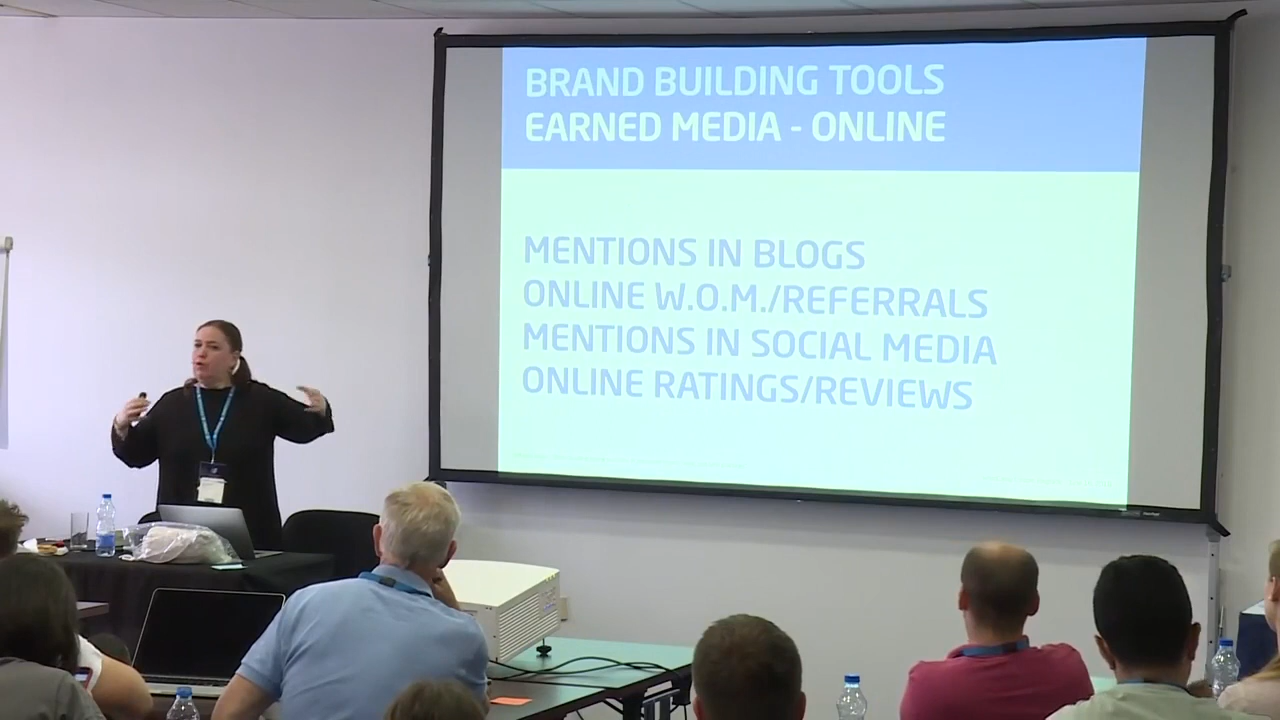 BRAND BUILDING TOOLS
EARNED MEDIA - ONLINE
MENTIONS IN BLOGS
ONLINE W.O.M./REFERRALS
MENTIONS IN SOCIAL MEDIA
ONLINE RATINGS/REVIEWS